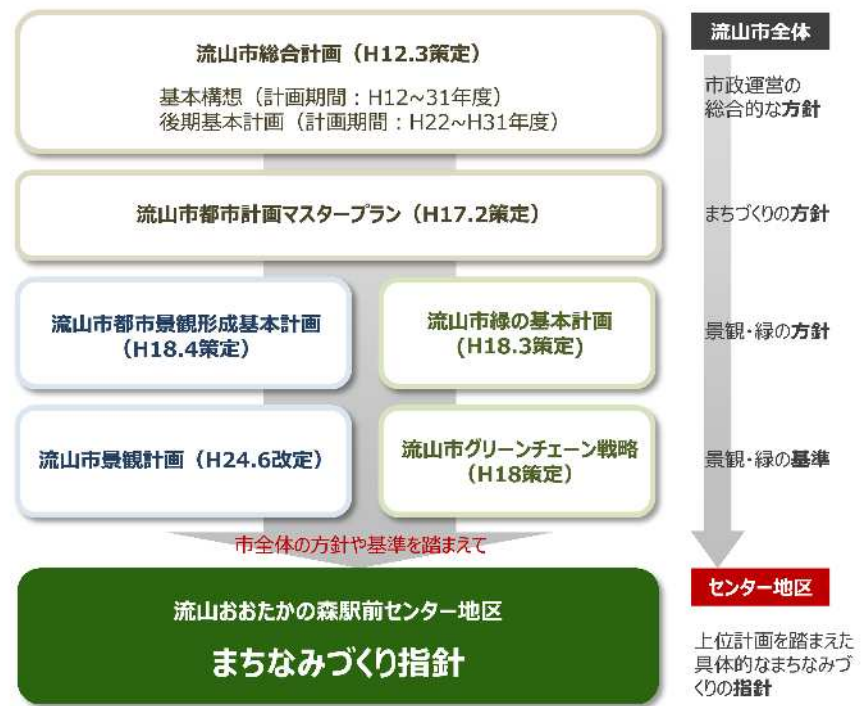 流山市総合計画（H12.3策定）
基本構想（計画期間：H12~31年度）
後期基本計画（計画期間：H22~H31年度）
流山市都市計画マスタープラン（H17.2策定）
流山市都市景観形成基本計画
（H18.4策定）
流山市緑の基本計画
(H18.3策定)
流山市景観計画（H24.6改定）
流山市グリーンチェーン戦略
（H18策定）
市全体の方針や基準を踏まえて
流山おおたかの森駅前センター地区
まちなみづくり指針
流山市全体
市政運営の
総合的な方針
まちづくりの方針
景観・緑の方針
景観・緑の基準
センター地区
上位計画を踏まえた
具体的なまちなみづ
くりの指針